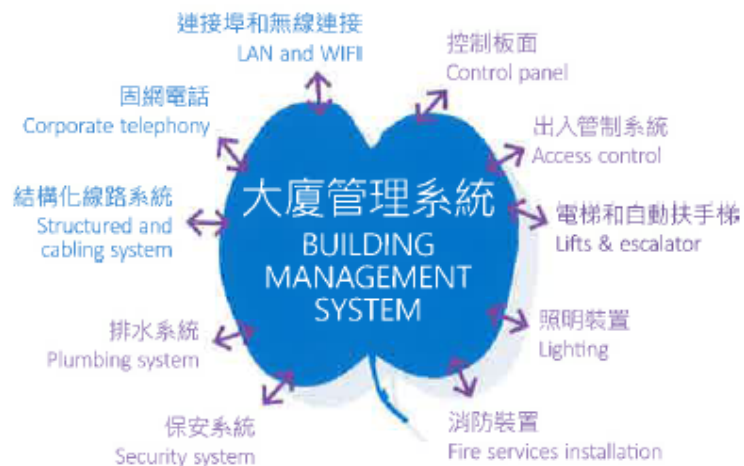 連接埠和無線連接
LAN and WIFI
控制板面
Control panel
固網電話
Corporate telephony
出入管制系統
Access control
結構化線路系統
Structured and
cabling system
大廈管理系統
BUILDING
MANAGEMENT
SYSTEM
電梯和自動扶手梯
Lifts & escalator
排水系統
Plumbing system
照明裝置
Lighting
保安系統
Security system
消防裝置
Fire services installation